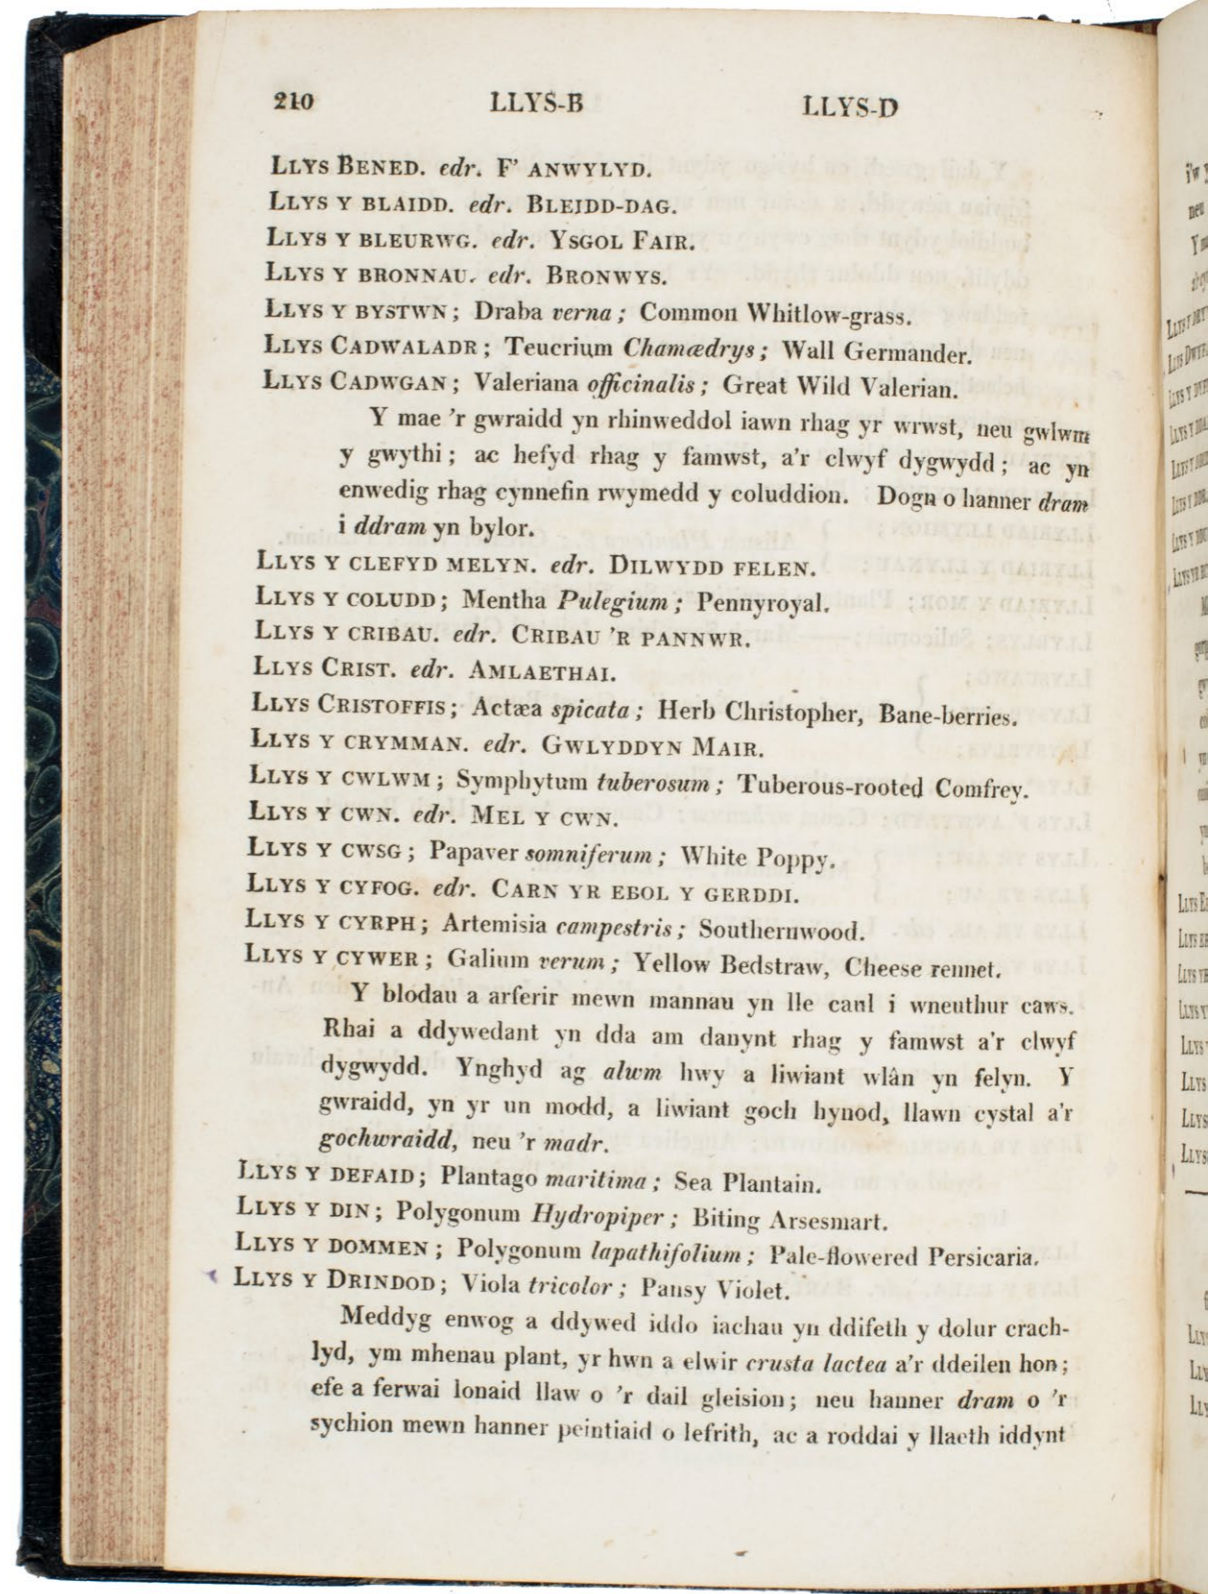 210 LLYS-B LLYS-D
LLYS BENED. edr. F' ANWYLYD.
LLYS Y BLAIDD. edr. BLEIDD-DAG.
LLYS Y BLEURWG. edr. YSGOL FAIR.
LLYS Y BRONNAU. edr. BRONWYS.
LLYS Y BYSTWN; Draba verna; Common Whitlow-grass.
LLYS CADWALADR; Teucrium Chamædrys; Wall Germander.
LLYS CADWGAN; Valeriana officinalis; Great Wild Valerian.
Y mae 'r gwraidd yn rhinweddol iawn rhag yr wrwst, neu gwlwm
y gwythi; ac hefyd rhag y famwst, a'r clwyf dygwydd; ac yn
enwedig rhag cynnefin rwymedd y coluddion. Dogn o hanner dram
i ddram yn bylor.
LLYS Y CLEFYD MELYN. edr. DILWYDD FELEN.
LLYS Y COLUDD; Mentha Pulegium; Pennyroyal.
LLYS Y CRIBAU. edr. CRIBAU 'R PANNWR.
LLYS CRIST. edr. AMLAETHAI.
LLYS CRISTOFFIS; Actæa spicata; Herb Christopher, Bane-berries.
LLYS Y CRYMMAN. edr. GWLYDDYN MAIR.
LLYS Y CWLWM; Symphytum tuberosum; Tuberous-rooted Comfrey.
LLYS Y CWN. edr. MEL Y CWN.
LLYS Y CWSG; Papaver somniferum; White Poppy.
LLYS Y CYFOG. edr. CARN YR EBOL Y GERDDI.
LLYS Y CYRPH; Artemisia campestris; Southernwood.
LLYS Y CYWER; Galium verum; Yellow Bedstraw, Cheese rennet.
Y blodau a arferir mewn mannau yn lle caul i wneuthur caws.
Rhai a ddywedant yn dda am danynt rhag y famwst a'r clwyf
dygwydd. Ynghyd ag alwm hwy a liwiant wlân yn felyn. Y
gwraidd, yn yr un modd, a liwiant goch hynod, llawn cystal a'r
gochwraidd, neu 'r madr.
LLYS Y DEFAID; Plantago maritima; Sea Plantain.
LLYS Y DIN; Polygonum Hydropiper; Biting Arsesmart.
LLYS Y DOMMEN; Polygonum lapathifolium; Pale-flowered Persicaria.
LLYS Y DRINDOD; Viola tricolor; Pansy Violet.
Meddyg enwog a ddywed iddo iachau yn ddifeth y dolur crach-
lyd, ym mhenau plant, yr hwn a elwir crusta lactea a'r ddeilen hon;
efe a ferwai lonaid llaw o 'r dail gleision; neu hanner dram o 'r
sychion mewn hanner peintiaid o lefrith, ac a roddai y llaeth iddynt